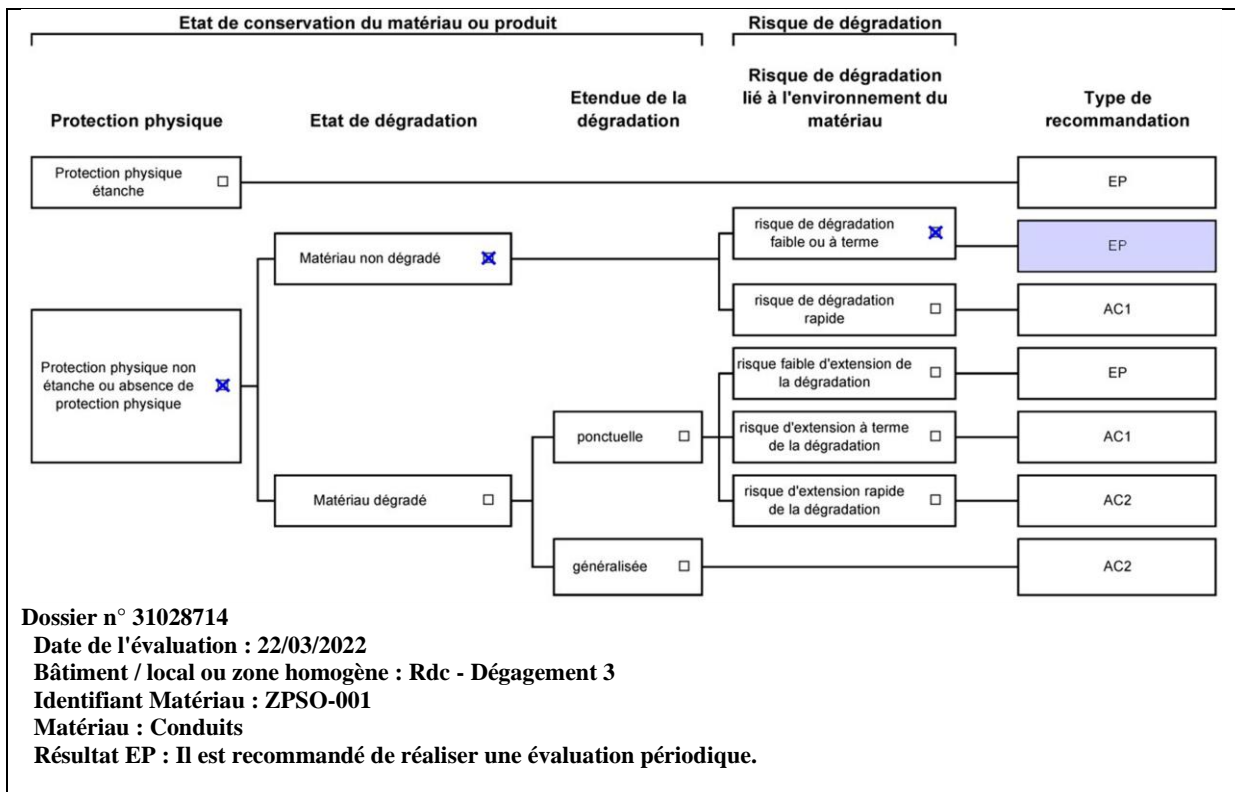 Etat de conservation du matériau ou produit
Risque de dégradation
Protection physique
Etat de dégradation
Etendue de la
dégradation
Risque de dégradation
lié à l'environnement du
matériau
Type de
recommandation
Protection physique
étanche
EP
risque de dégradation
faible ou à terme
EP
Matériau non dégradé
risque de dégradation
rapide
AC1
Protection physique non
étanche ou absence de
protection physique
risque faible d'extension de
la dégradation
EP
ponctuelle
risque d'extension à terme
de la dégradation
AC1
Matériau dégradé
risque d'extension rapide
de la dégradation
AC2
généralisée
AC2
Dossier n° 31028714
Date de l'évaluation : 22/03/2022
Bâtiment / local ou zone homogène : Rdc - Dégagement 3
Identifiant Matériau : ZPSO-001
Matériau : Conduits
Résultat EP : Il est recommandé de réaliser une évaluation périodique.